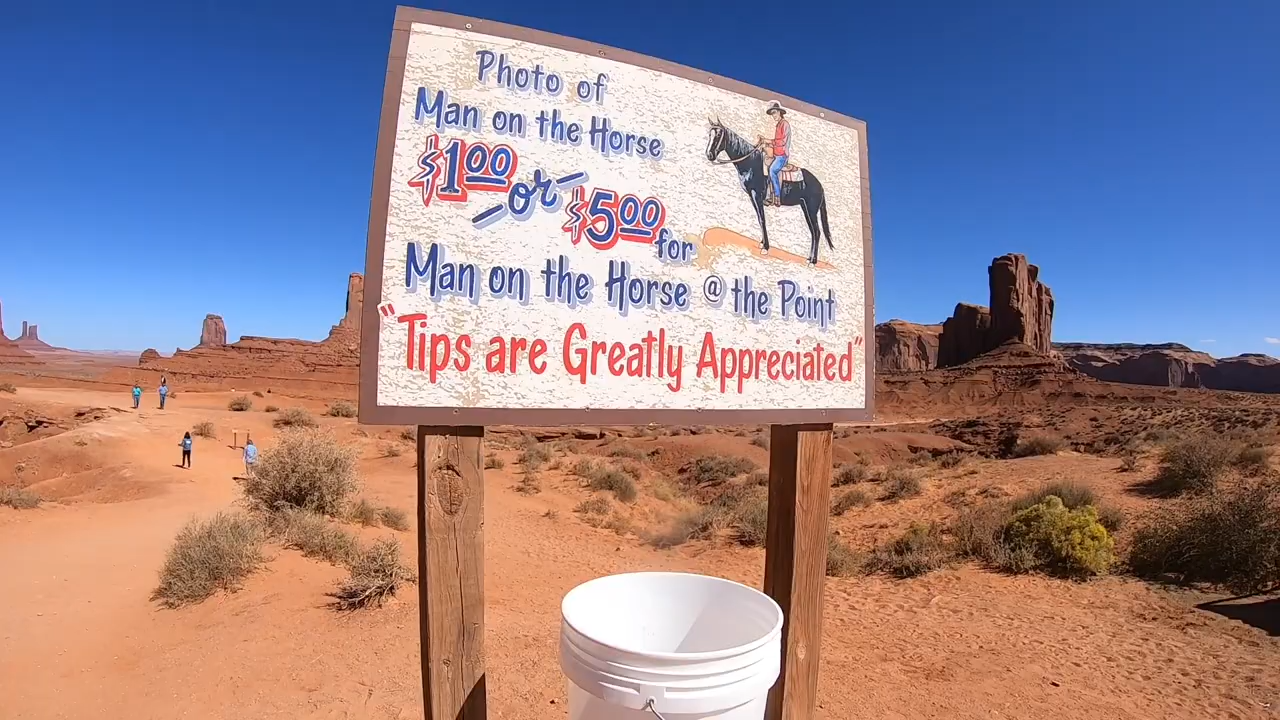 Photo of
Man on the Horse
$1.00 or $5.00 for
Man on the Horse @ the Point
"Tips are Greatly Appreciated"